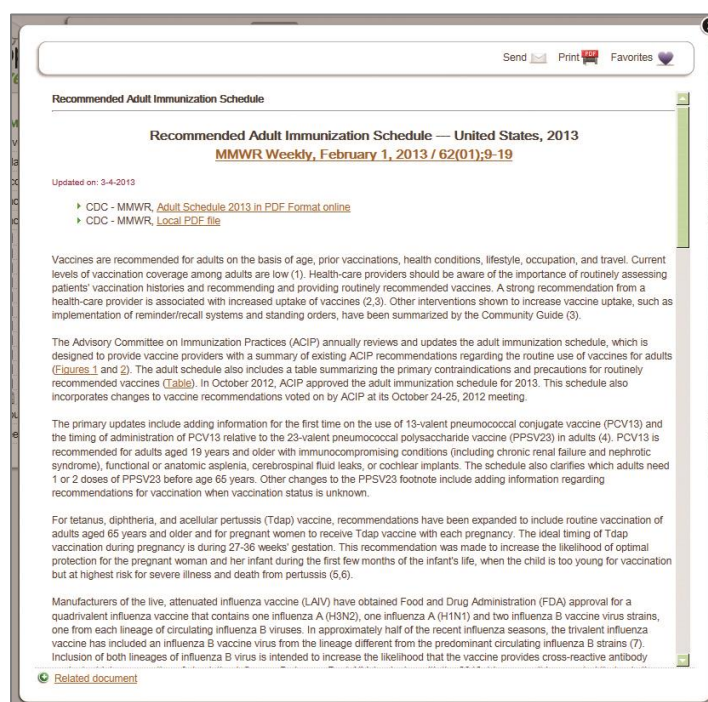 Send Print Favorites
Recommended Adult Immunization Schedule
Recommended Adult Immunization Schedule — United States, 2013
MMWR Weekly, February 1, 2013 / 62(01);9-19
Updated on: 3-4-2013
CDC - MMWR, Adult Schedule 2013 in PDF Format online
CDC - MMWR, Local PDF file
Vaccines are recommended for adults on the basis of age, prior vaccinations, health conditions, lifestyle, occupation, and travel. Current
levels of vaccination coverage among adults are low (1). Health-care providers should be aware of the importance of routinely assessing
patients' vaccination histories and recommending and providing routinely recommended vaccines. A strong recommendation from a
health-care provider is associated with increased uptake of vaccines (2,3). Other interventions shown to increase vaccine uptake, such as
implementation of reminder/recall systems and standing orders, have been summarized by the Community Guide (3).
The Advisory Committee on Immunization Practices (ACIP) annually reviews and updates the adult immunization schedule, which is
designed to provide vaccine providers with a summary of existing ACIP recommendations regarding the routine use of vaccines for adults
(Figures 1 and 2). The adult schedule also includes a table summarizing the primary contraindications and precautions for routinely
recommended vaccines (Table). In October 2012, ACIP approved the adult immunization schedule for 2013. This schedule also
incorporates changes to vaccine recommendations voted on by ACIP at its October 24-25, 2012 meeting.
The primary updates include adding information for the first time on the use of 13-valent pneumococcal conjugate vaccine (PCV13) and
the timing of administration of PCV13 relative to the 23-valent pneumococcal polysaccharide vaccine (PPSV23) in adults (4). PCV13 is
recommended for adults aged 19 years and older with immunocompromising conditions (including chronic renal failure and nephrotic
syndrome), functional or anatomic asplenia, cerebrospinal fluid leaks, or cochlear implants. The schedule also clarifies which adults need
1 or 2 doses of PPSV23 before age 65 years. Other changes to the PPSV23 footnote include adding information regarding
recommendations for vaccination when vaccination status is unknown.
For tetanus, diphtheria, and acellular pertussis (Tdap) vaccine, recommendations have been expanded to include routine vaccination of
adults aged 65 years and older and for pregnant women to receive Tdap vaccine with each pregnancy. The ideal timing of Tdap
vaccination during pregnancy is during 27-36 weeks' gestation. This recommendation was made to increase the likelihood of optimal
protection for the pregnant woman and her infant during the first few months of the infant's life, when the child is too young for vaccination
but at highest risk for severe illness and death from pertussis (5,6).
Manufacturers of the live, attenuated influenza vaccine (LAIV) have obtained Food and Drug Administration (FDA) approval for a
quadrivalent influenza vaccine that contains one influenza A (H3N2), one influenza A (H1N1) and two influenza B vaccine virus strains,
one from each lineage of circulating influenza B viruses. In approximately half of the recent influenza seasons, the trivalent influenza
vaccine has included an influenza B vaccine virus from the lineage different from the predominant circulating influenza B strains (7).
Inclusion of both lineages of influenza B virus is intended to increase the likelihood that the vaccine provides cross-reactive antibody
Related document